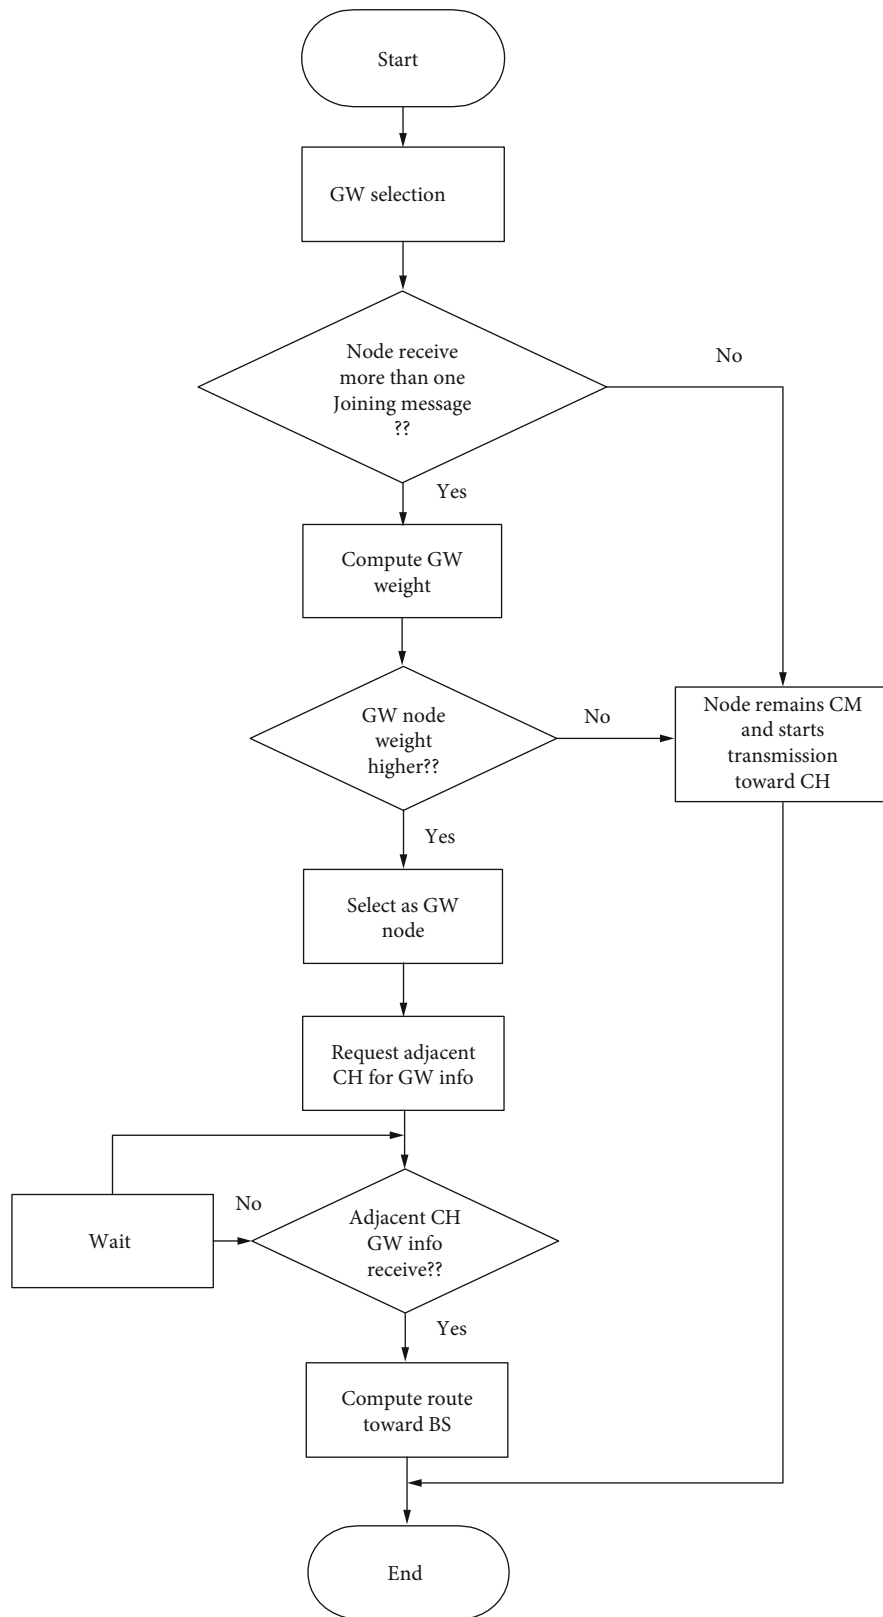 Start
GW selection
Node receive
more than one
Joining message
??
No
Yes
Compute GW
weight
GW node
weight
higher??
No
Node remains CM
and starts
transmission
toward CH
Yes
Select as GW
node
Request adjacent
CH for GW info
Wait
No
Adjacent CH
GW info
receive??
Yes
Compute route
toward BS
End